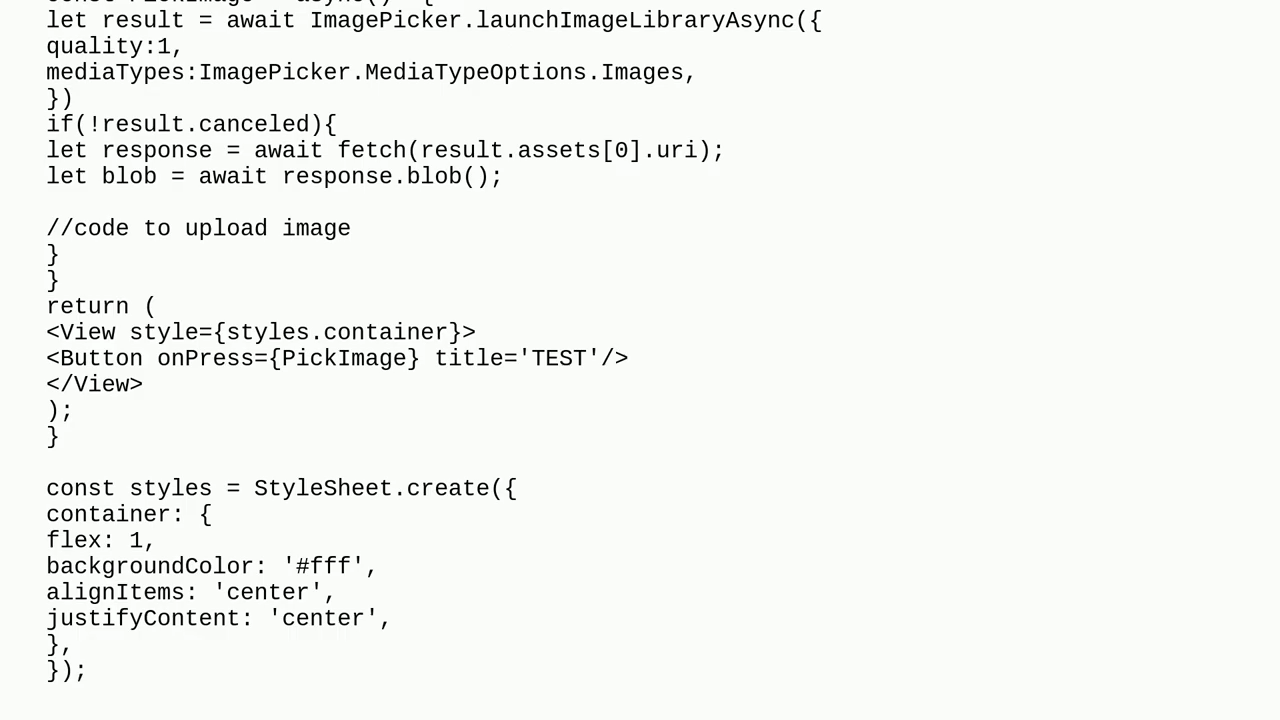 let result = await ImagePicker.launchImageLibraryAsync({
quality:1,
mediaTypes:ImagePicker.MediaTypeOptions.Images,
})
if(!result.canceled){
let response = await fetch(result.assets[0].uri);
let blob = await response.blob();
//code to upload image
}
}
return (
<View style={styles.container}>
<Button onPress={PickImage} title='TEST'/>
</View>
);
}
const styles = StyleSheet.create({
container: {
flex: 1,
backgroundColor: '#fff',
alignItems: 'center',
justifyContent: 'center',
},
});